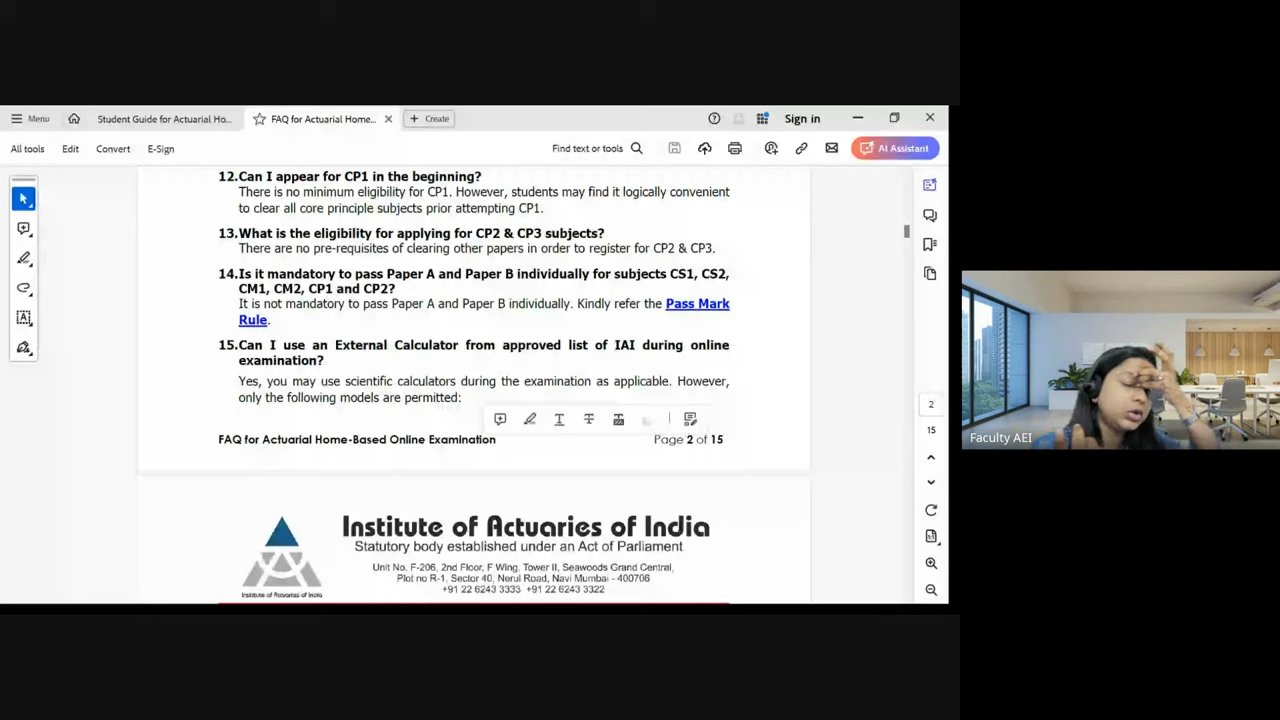 Menu
Student Guide for Actuarial Ho...
FAQ for Actuarial Home...
Create
Sign in
All tools
Edit
Convert
E-Sign
Find text or tools
AI Assistant
12.Can I appear for CP1 in the beginning?
There is no minimum eligibility for CP1. However, students may find it logically convenient
to clear all core principle subjects prior attempting CP1.
13.What is the eligibility for applying for CP2 & CP3 subjects?
There are no pre-requisites of clearing other papers in order to register for CP2 & CP3.
14.Is it mandatory to pass Paper A and Paper B individually for subjects CS1, CS2,
CM1, CM2, CP1 and CP2?
It is not mandatory to pass Paper A and Paper B individually. Kindly refer the Pass Mark
Rule.
15.Can I use an External Calculator from approved list of IAI during online
examination?
Yes, you may use scientific calculators during the examination as applicable. However,
only the following models are permitted:
FAQ for Actuarial Home-Based Online Examination
Page 2 of 15
Institute of Actuaries of India
Statutory body established under an Act of Parliament
Unit No. F-206, 2nd Floor, F Wing, Tower II, Seawoods Grand Central,
Plot no R-1, Sector 40, Nerul Road, Navi Mumbai - 400706
+91 22 6243 3333 +91 22 6243 3322
Institute of Actuaries of India
2
15
Faculty AEI